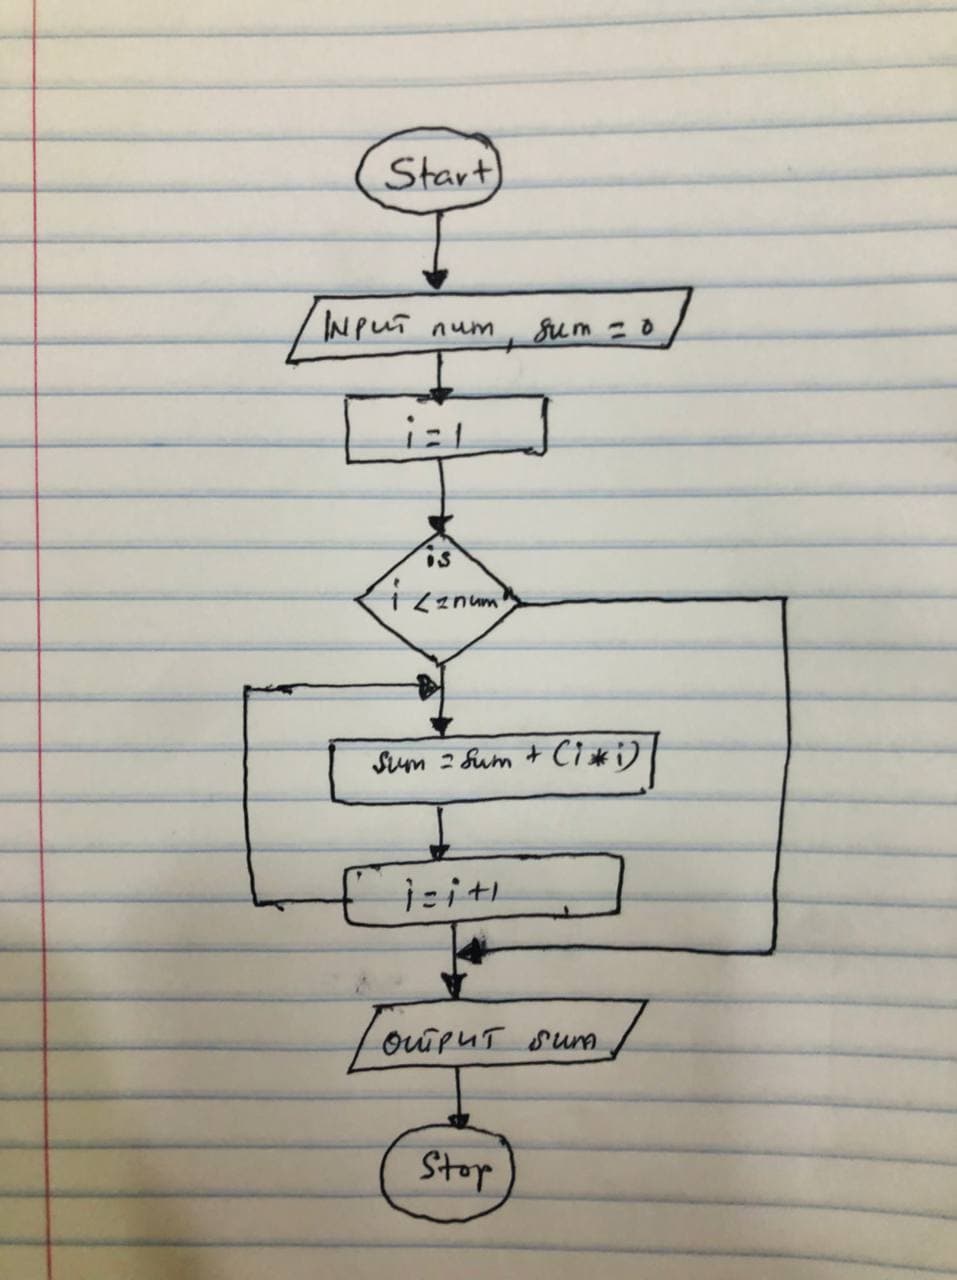 Start
INPUT num, sum = 0
i = 1
is
i <= num
sum = sum + (i * i)
i = i + 1
OUTPUT sum
Stop